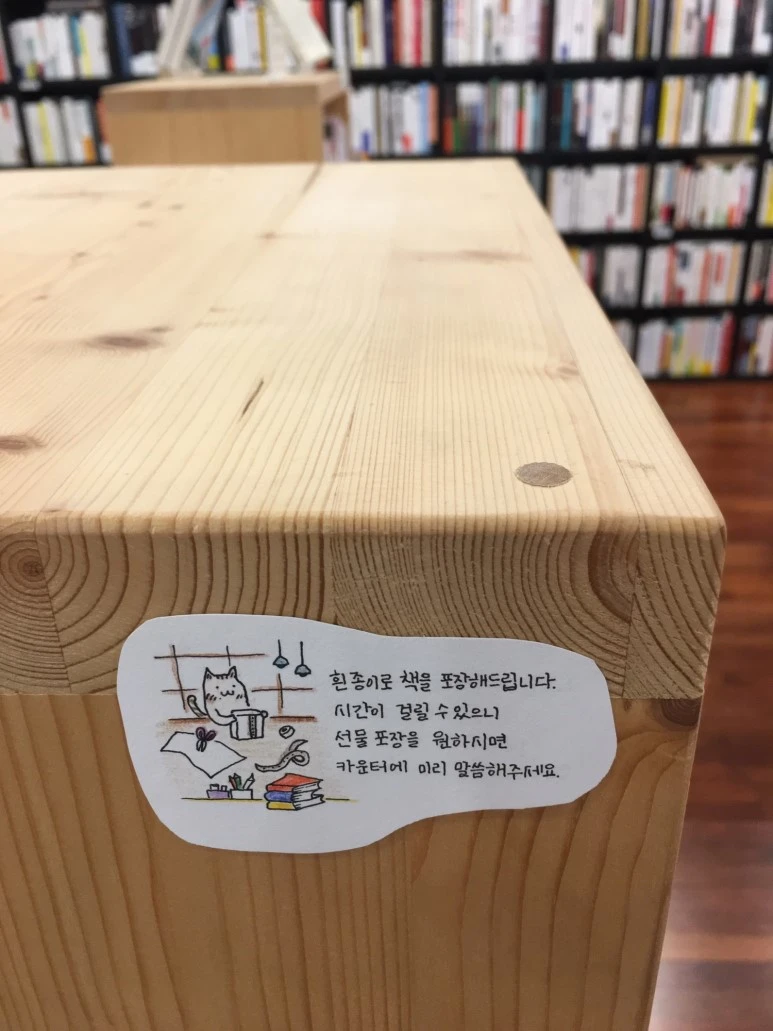 흰 종이로 책을 포장해드립니다.
시간이 걸릴 수 있으니
선물 포장을 원하시면
카운터에 미리 말씀해주세요.